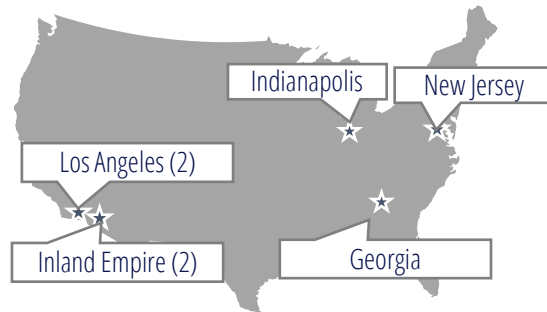 Indianapolis
New Jersey
Los Angeles (2)
Inland Empire (2)
Georgia